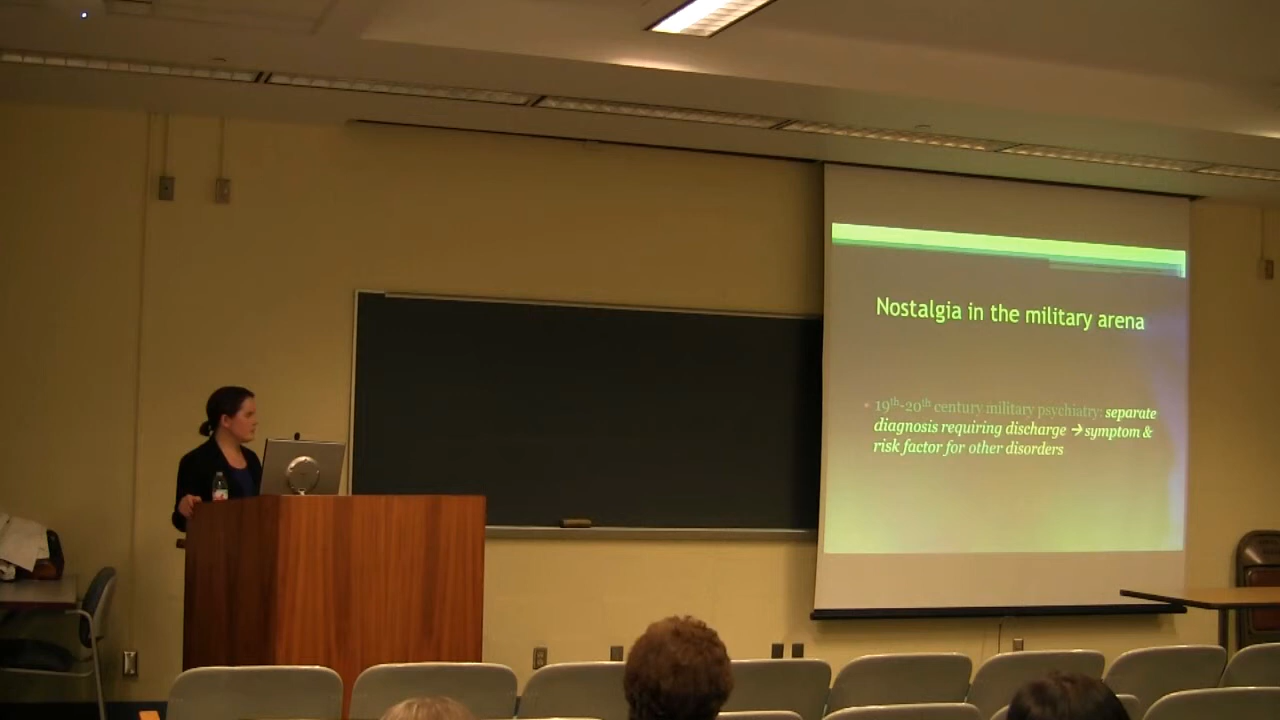 Nostalgia in the military arena
• 19th-20th century military psychiatry: separate
diagnosis requiring discharge → symptom &
risk factor for other disorders